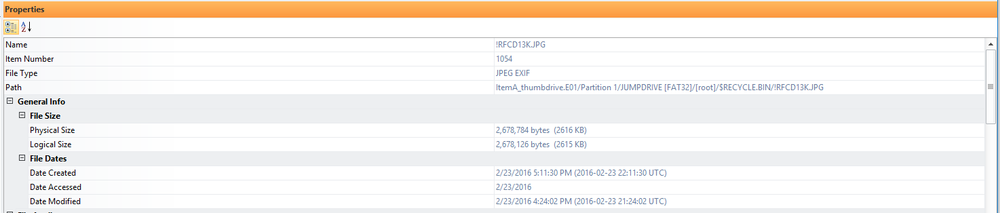 Properties
A Z
Name !RFCD13K.JPG
Item Number 1054
File Type JPEG EXIF
Path ItemA_thumbdrive.E01/Partition 1/JUMPDRIVE [FAT32]/[root]/$RECYCLE.BIN/!RFCD13K.JPG
General Info
File Size
Physical Size 2,678,784 bytes (2616 KB)
Logical Size 2,678,126 bytes (2615 KB)
File Dates
Date Created 2/23/2016 5:11:30 PM (2016-02-23 22:11:30 UTC)
Date Accessed 2/23/2016
Date Modified 2/23/2016 4:24:02 PM (2016-02-23 21:24:02 UTC)